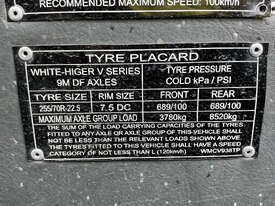 RECOMMENDED MAXIMUM SPEED: 100km/h
TYRE PLACARD
WHITE-HIGER V SERIES
9M DF AXLES
TYRE PRESSURE
COLD kPa / PSI
TYRE SIZE RIM SIZE FRONT REAR
255/70R-22.5 7.5 DC 689/100 689/100
MAXIMUM AXLE GROUP LOAD 3780kg 8520kg
THE SUM OF THE LOAD CARRYING CAPACITIES OF THE TYRES
FITTED TO ANY AXLE OR AXLE GROUP OF THIS VEHICLE SHALL
NOT BE LESS THAN THE RELEVANT LOADS SHOWN ABOVE.
TYRES FITTED TO THIS VEHICLE MUST HAVE A SPEED
CATEGORY OF NOT LESS THAN L (120km/h) WMCV936TP